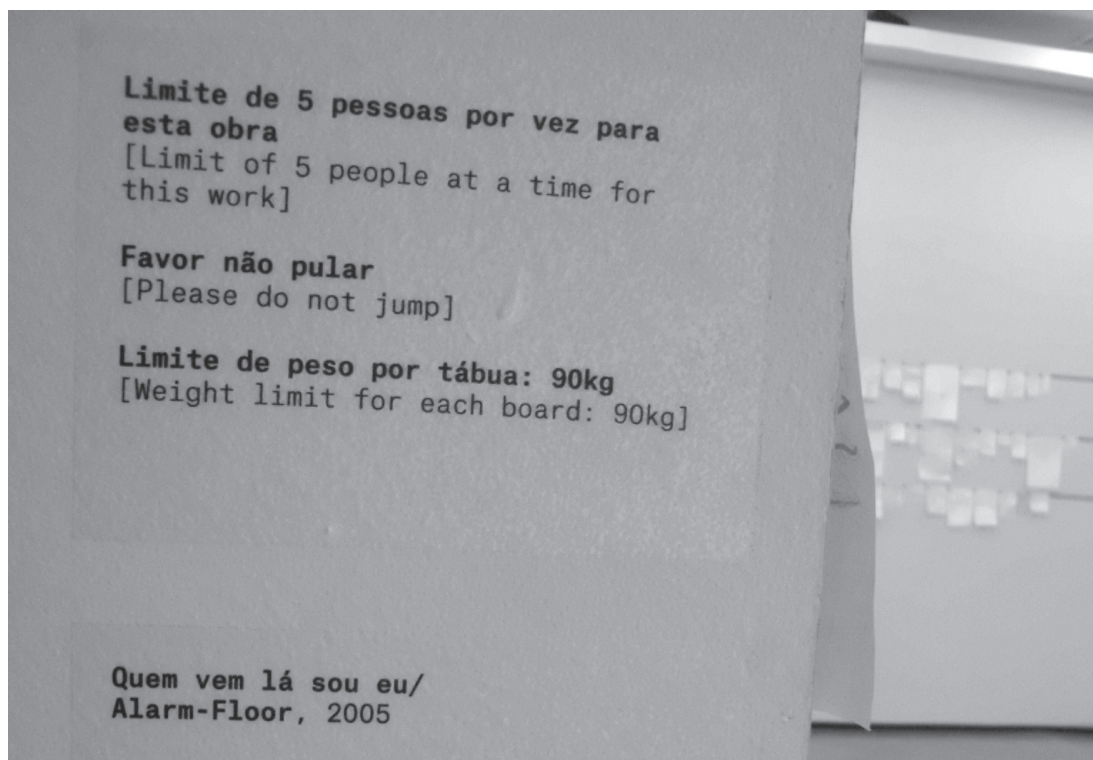 Limite de 5 pessoas por vez para
esta obra
[Limit of 5 people at a time for
this work]
Favor não pular
[Please do not jump]
Limite de peso por tábua: 90kg
[Weight limit for each board: 90kg]
Quem vem lá sou eu/
Alarm-Floor, 2005